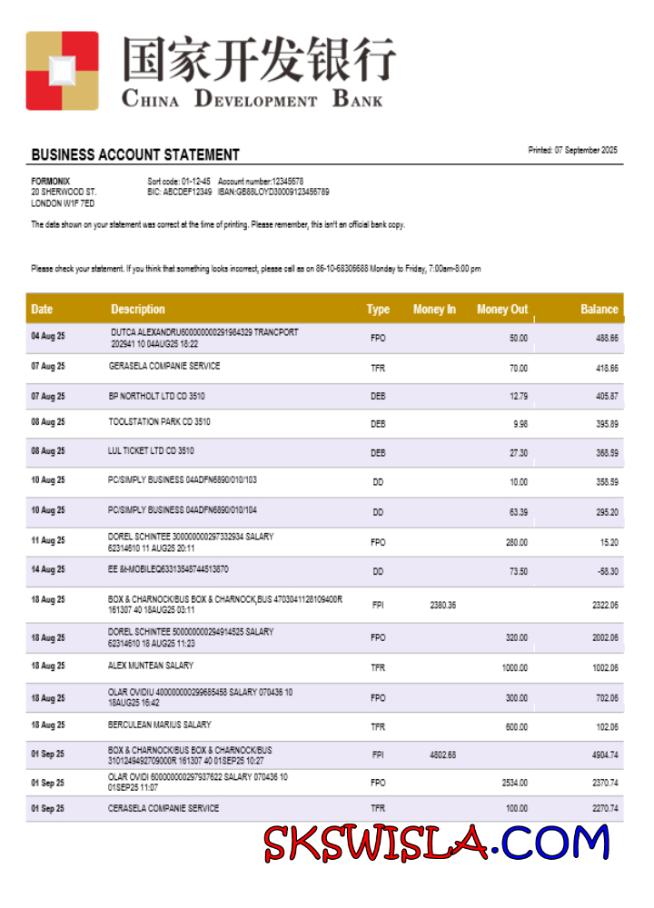 国家开发银行
CHINA DEVELOPMENT BANK
BUSINESS ACCOUNT STATEMENT
Printed: 07 September 2025
FORMONIX
20 SHERWOOD ST.
LONDON W1F 7ED
Sort code: 01-12-45 Account number:12345678
BIC: ABCDEF12349 IBAN:GB88LOYD30009123456789
The data shown on your statement was correct at the time of printing. Please remember, this isn't an official bank copy.
Please check your statement. If you think that something looks incorrect, please call as on 86-10-68306688 Monday to Friday, 7:00am-8:00 pm
Date Description Type Money In Money Out Balance
04 Aug 25 DUTCA ALEXANDRU600000000291984329 TRANCPORT
202941 10 04AUG25 18:22 FPO 50.00 488.66
07 Aug 25 GERASELA COMPANIE SERVICE TFR 70.00 418.66
07 Aug 25 BP NORTHOLT LTD CD 3510 DEB 12.79 405.87
08 Aug 25 TOOLSTATION PARK CD 3510 DEB 9.98 395.89
08 Aug 25 LUL TICKET LTD CD 3510 DEB 27.30 368.59
10 Aug 25 PC/SIMPLY BUSINESS 04ADFN6890/010/103 DD 10.00 358.59
10 Aug 25 PC/SIMPLY BUSINESS 04ADFN6890/010/104 DD 63.39 295.20
11 Aug 25 DOREL SCHINTEE 300000000297332934 SALARY
62314610 11 AUG25 20:11 FPO 280.00 15.20
14 Aug 25 EE &t-MOBILEQ63313548744513870 DD 73.50 -58.30
18 Aug 25 BOX & CHARNOCK/BUS BOX & CHARNOCK,BUS 4703041128109400R
161307 40 18AUG25 03:11 FPI 2380.36 2322.06
18 Aug 25 DOREL SCHINTEE 500000000294914525 SALARY
62314610 18 AUG25 11:23 FPO 320.00 2002.06
18 Aug 25 ALEX MUNTEAN SALARY TFR 1000.00 1002.06
18 Aug 25 OLAR OVIDIU 400000000299685458 SALARY 070436 10
18AUG25 16:42 FPO 300.00 702.06
18 Aug 25 BERCULEAN MARIUS SALARY TFR 600.00 102.06
01 Sep 25 BOX & CHARNOCK/BUS BOX & CHARNOCK/BUS
3101249492709000R 161307 40 01SEP25 10:27 FPI 4802.68 4904.74
01 Sep 25 OLAR OVIDI 600000000297937622 SALARY 070436 10
01SEP25 11:07 FPO 2534.00 2370.74
01 Sep 25 CERASELA COMPANIE SERVICE TFR 100.00 2270.74
SKSWISLA.COM